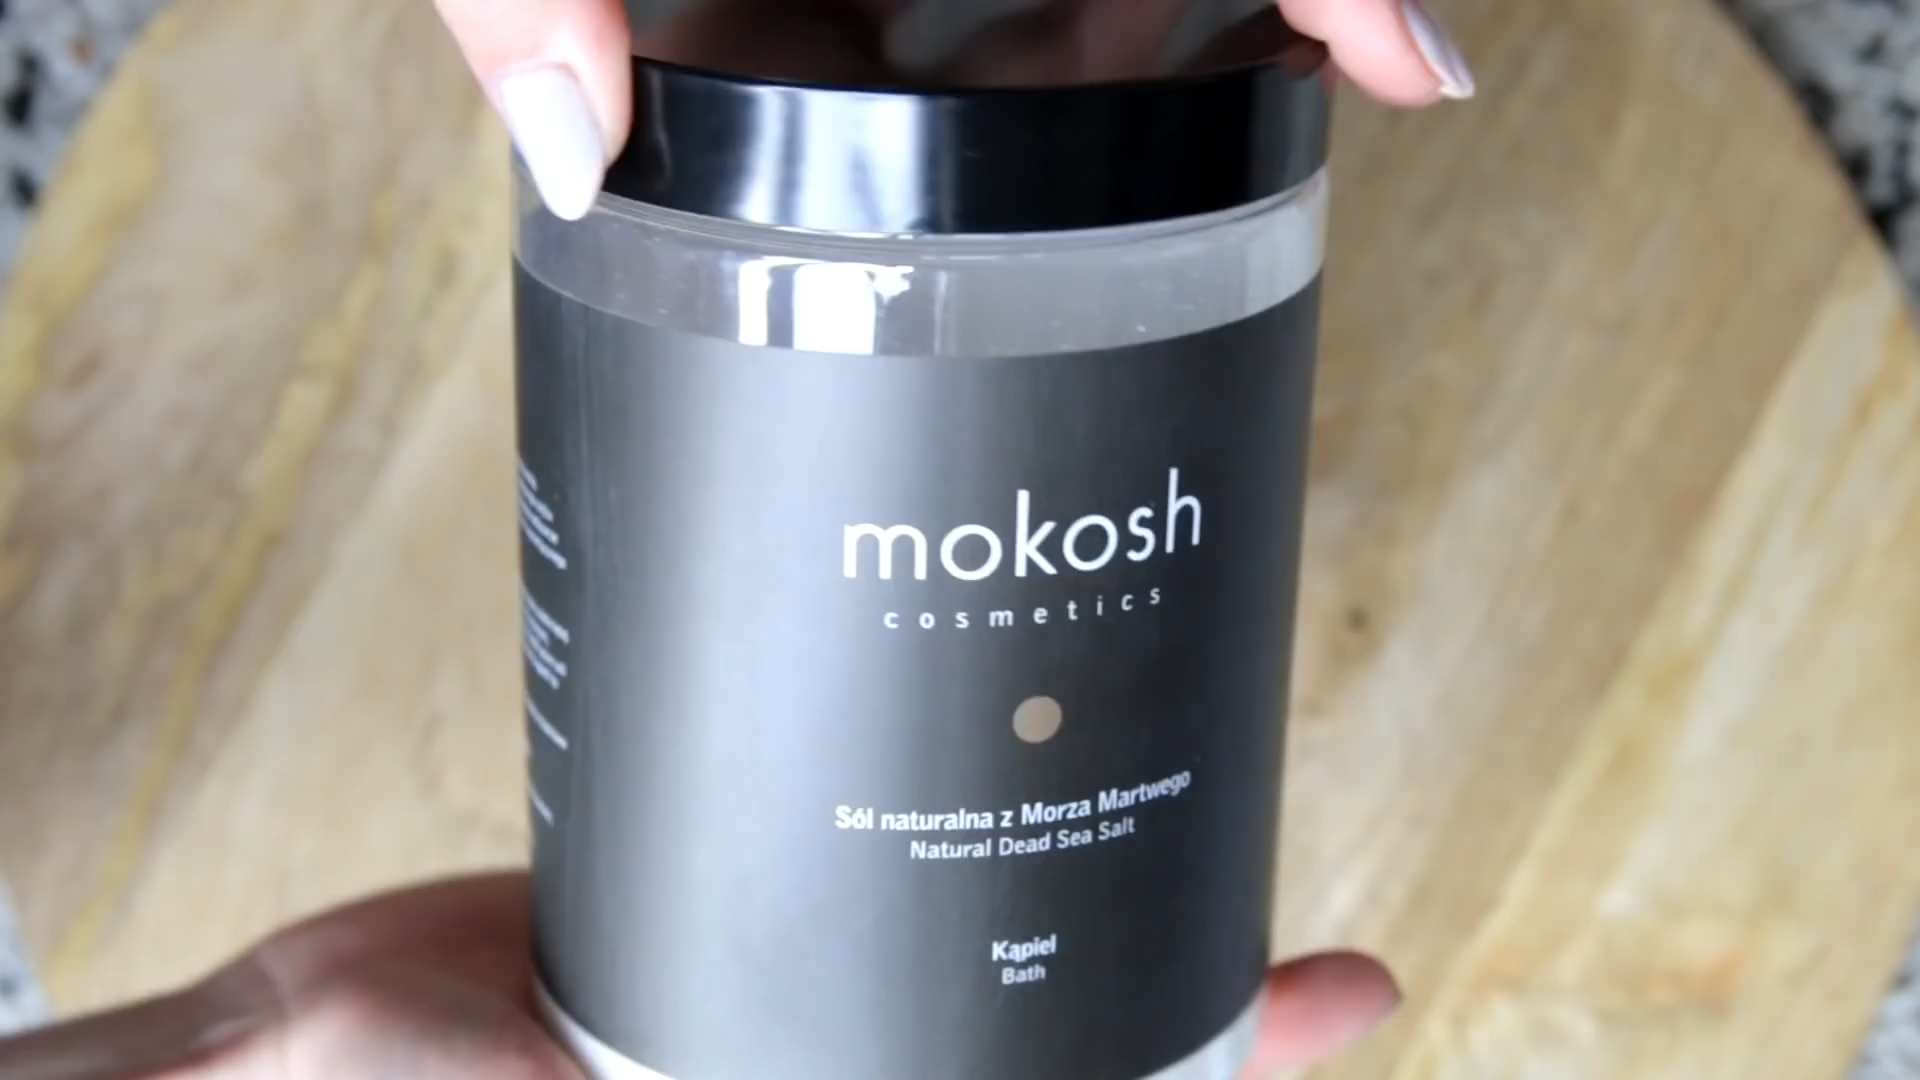 mokosh
cosmetics
Sól naturalna z Morza Martwego
Natural Dead Sea Salt
Kąpiel
Bath